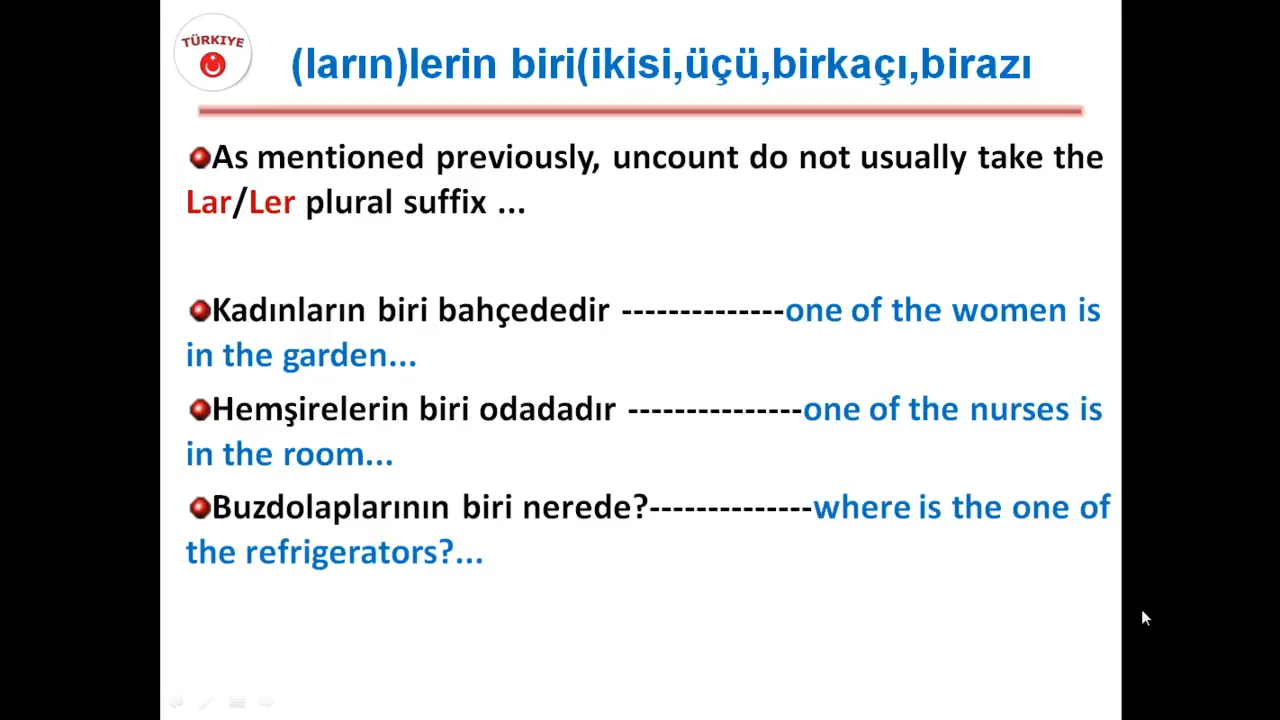 TÜRKIYE
(ların)lerin biri(ikisi,üçü,birkaçı,birazı
As mentioned previously, uncount do not usually take the
Lar/Ler plural suffix ...
Kadınların biri bahçededir --------------one of the women is
in the garden...
Hemşirelerin biri odadadır ---------------one of the nurses is
in the room...
Buzdolaplarının biri nerede?--------------where is the one of
the refrigerators?...